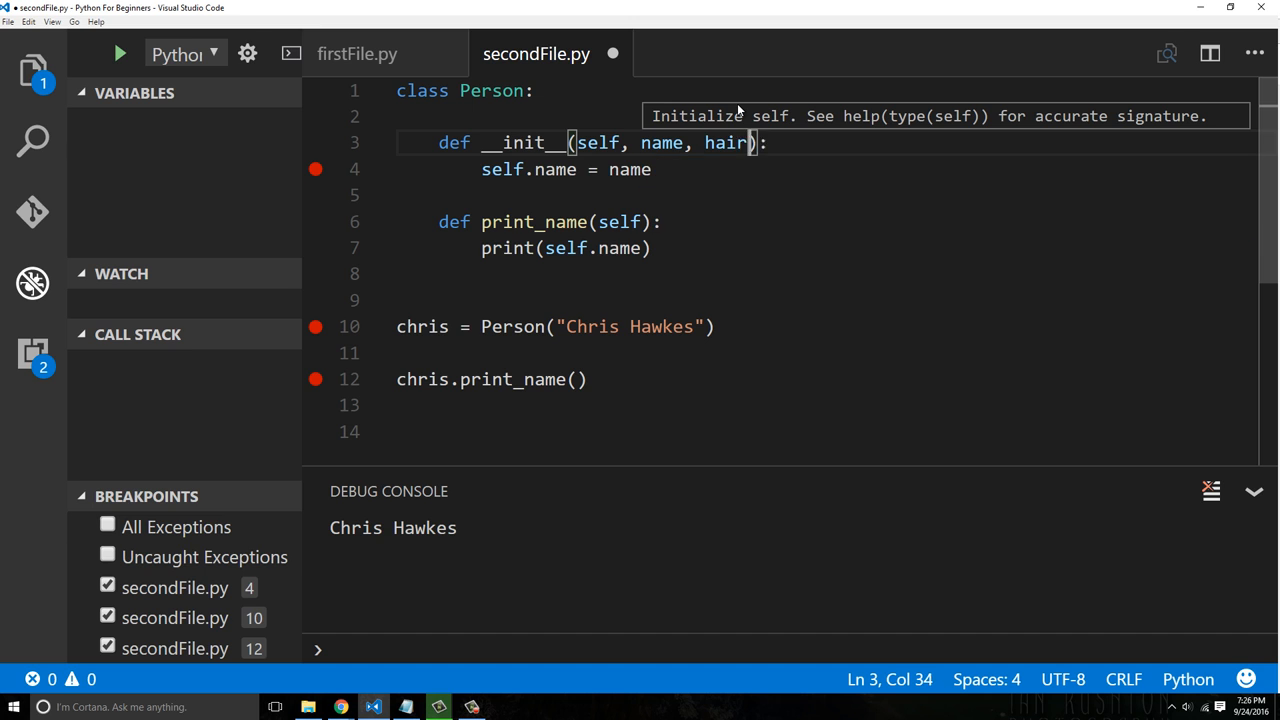 ● secondFile.py - Python For Beginners - Visual Studio Code
File Edit View Go Help
Pythor
firstFile.py
secondFile.py
1
VARIABLES
WATCH
CALL STACK
2
BREAKPOINTS
All Exceptions
Uncaught Exceptions
secondFile.py 4
secondFile.py 10
secondFile.py 12
1 class Person:
2
Initialize self. See help(type(self)) for accurate signature.
3 def __init__(self, name, hair):
4 self.name = name
5
6 def print_name(self):
7 print(self.name)
8
9
10 chris = Person("Chris Hawkes")
11
12 chris.print_name()
13
14
DEBUG CONSOLE
Chris Hawkes
0 0
Ln 3, Col 34 Spaces: 4 UTF-8 CRLF Python
I'm Cortana. Ask me anything.
7:26 PM
9/24/2016